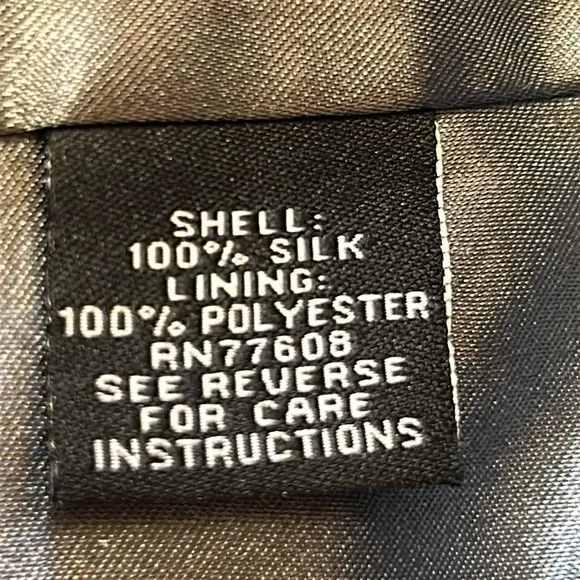 SHELL:
100% SILK
LINING:
100% POLYESTER
RN77608
SEE REVERSE
FOR CARE
INSTRUCTIONS